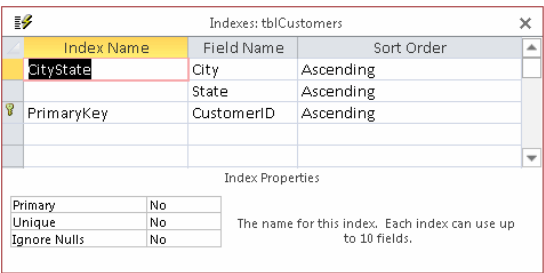 Indexes: tblCustomers
Index Name Field Name Sort Order
CityState City Ascending
State Ascending
PrimaryKey CustomerID Ascending
Index Properties
Primary No
Unique No
Ignore Nulls No
The name for this index. Each index can use up
to 10 fields.